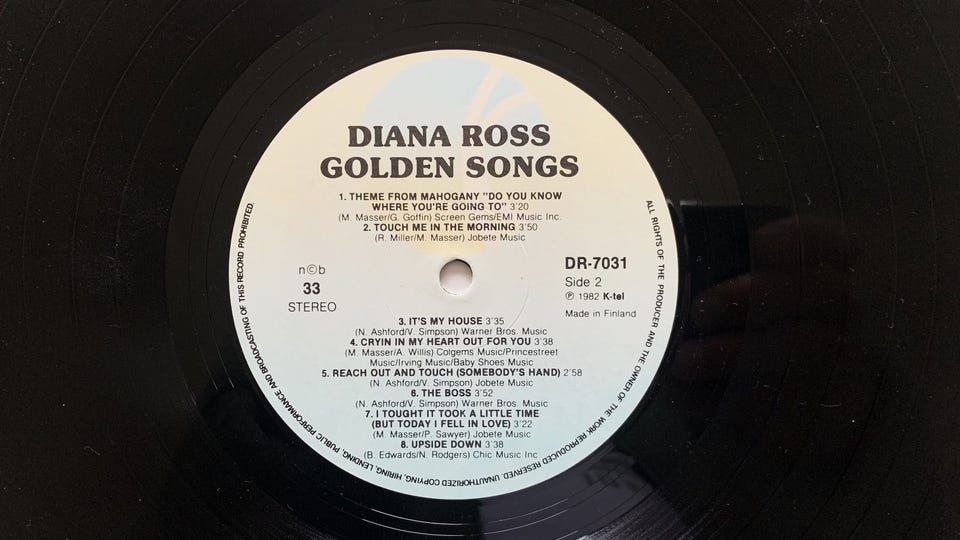 DIANA ROSS
GOLDEN SONGS
1. THEME FROM MAHOGANY "DO YOU KNOW
WHERE YOU'RE GOING TO" 3'20
(M. Masser/G. Goffin) Screen Gems/EMI Music Inc.
2. TOUCH ME IN THE MORNING 3'50
(R. Miller/M. Masser) Jobete Music
n©b
33
STEREO
DR-7031
Side 2
℗ 1982 K-tel
Made in Finland
3. IT'S MY HOUSE 3'35
(N. Ashford/V. Simpson) Warner Bros. Music
4. CRYIN IN MY HEART OUT FOR YOU 3'38
(M. Masser/A. Willis) Colgems Music/Princestreet
Music/Irving Music/Baby Shoes Music
5. REACH OUT AND TOUCH (SOMEBODY'S HAND) 2'58
(N. Ashford/V. Simpson) Jobete Music
6. THE BOSS 3'52
(N. Ashford/V. Simpson) Warner Bros. Music
7. I TOUGHT IT TOOK A LITTLE TIME
(BUT TODAY I FELL IN LOVE) 3'22
(M. Masser/P. Sawyer) Jobete Music
8. UPSIDE DOWN 3'38
(B. Edwards/N. Rodgers) Chic Music Inc.
ALL RIGHTS OF THE PRODUCER AND THE OWNER OF THE WORK REPRODUCED RESERVED. UNAUTHORIZED COPYING, HIRING, LENDING, PUBLIC PERFORMANCE AND BROADCASTING OF THIS RECORD PROHIBITED.